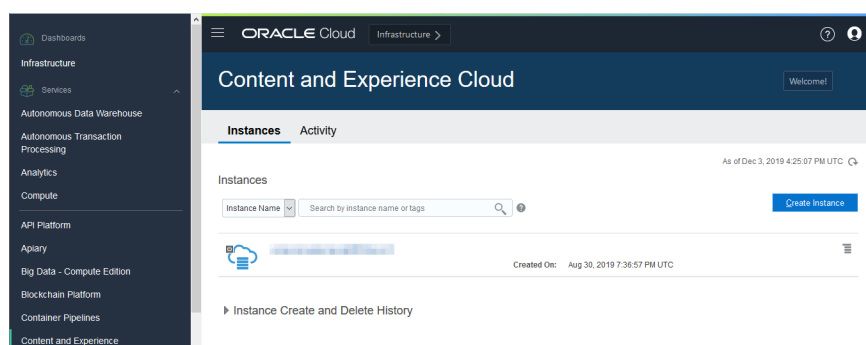 Dashboards
Infrastructure
Services
Autonomous Data Warehouse
Autonomous Transaction
Processing
Analytics
Compute
API Platform
Apiary
Big Data - Compute Edition
Blockchain Platform
Container Pipelines
Content and Experience
ORACLE Cloud Infrastructure >
Content and Experience Cloud
Welcome!
Instances Activity
As of Dec 3, 2019 4:25:07 PM UTC
Instances
Instance Name Search by instance name or tags
Create Instance
Created On: Aug 30, 2019 7:36:57 PM UTC
Instance Create and Delete History